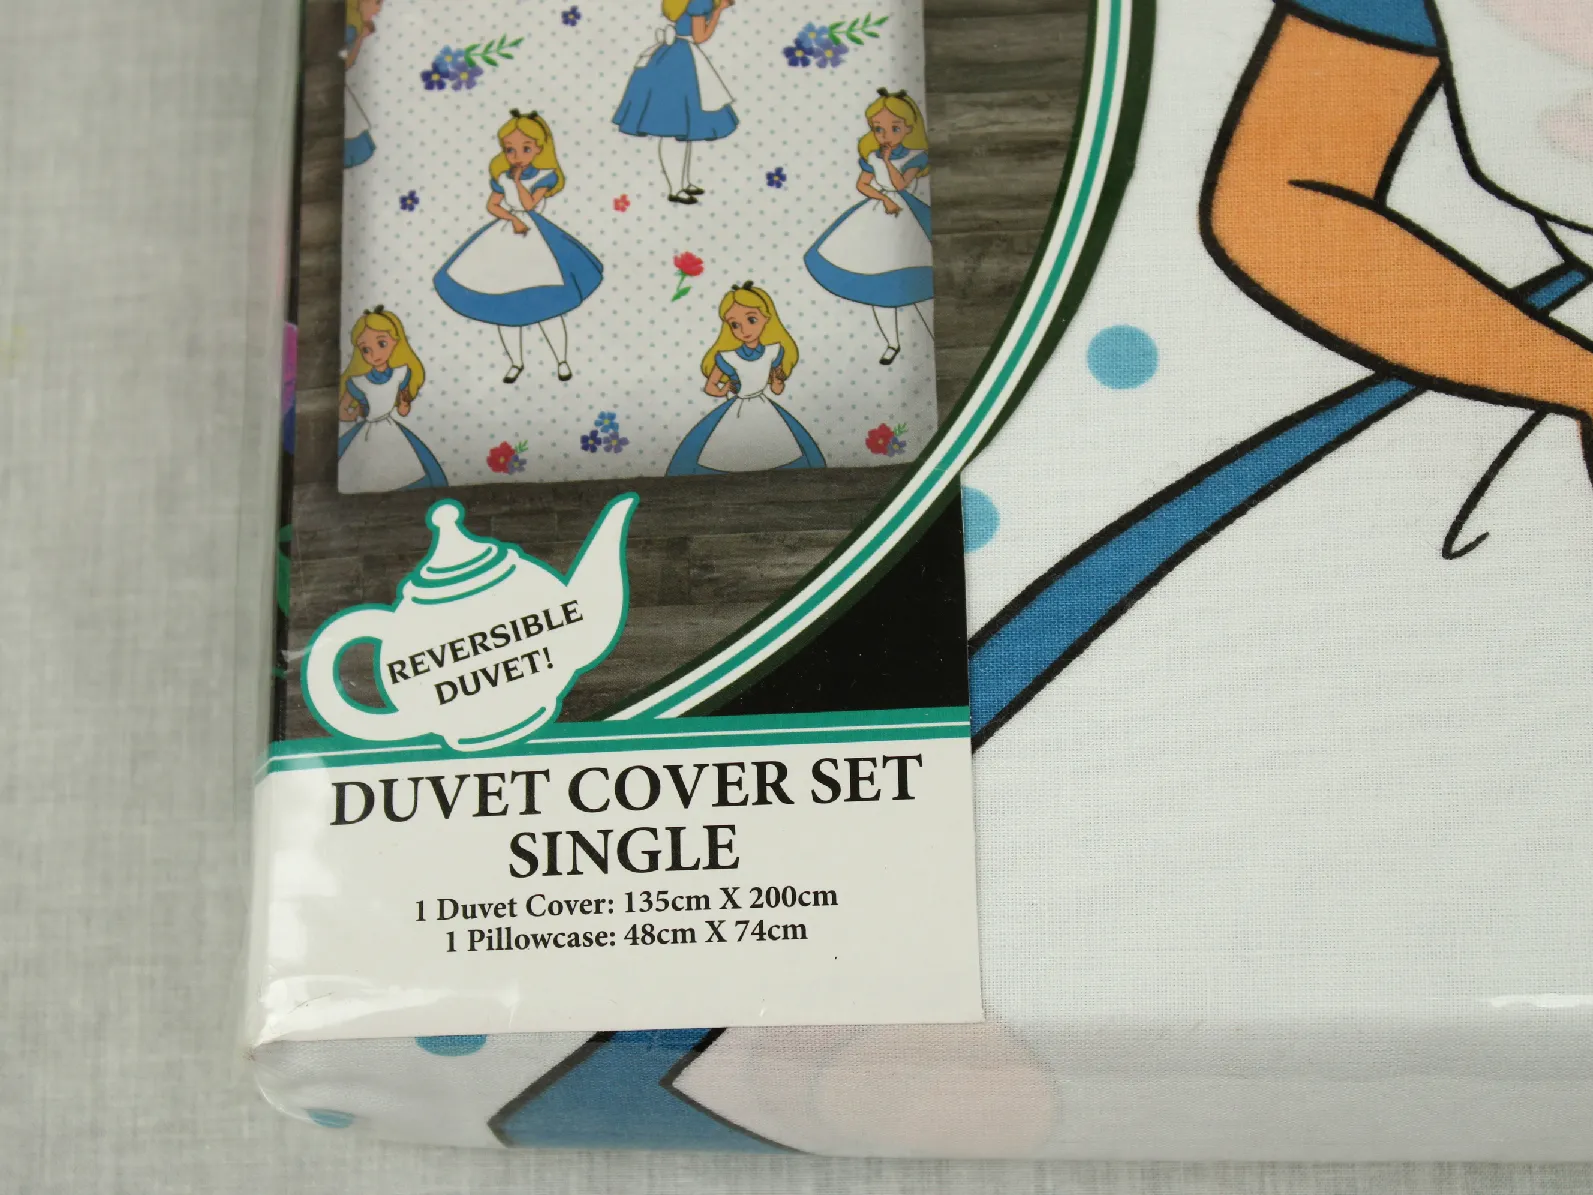 REVERSIBLE
DUVET!
DUVET COVER SET
SINGLE
1 Duvet Cover: 135cm X 200cm
1 Pillowcase: 48cm X 74cm